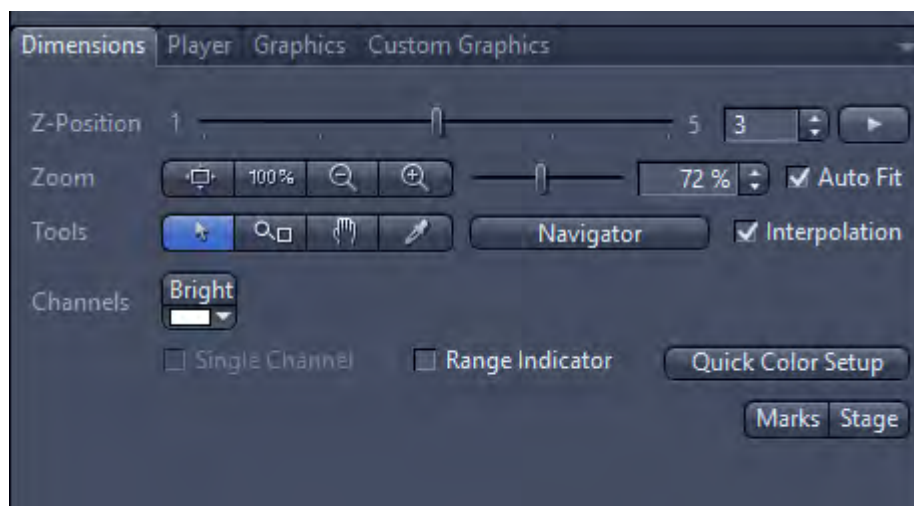 Dimensions Player Graphics Custom Graphics
Z-Position 1 5 3
Zoom 100% 72 % Auto Fit
Tools Navigator Interpolation
Channels Bright
Single Channel Range Indicator Quick Color Setup
Marks Stage